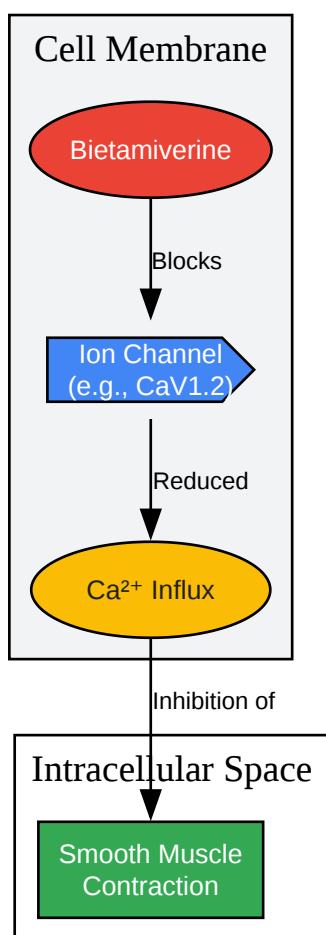 Cell Membrane
Bietamiverine
Blocks
Ion Channel
(e.g., CaV1.2)
Reduced
Ca²⁺ Influx
Inhibition of
Intracellular Space
Smooth Muscle
Contraction